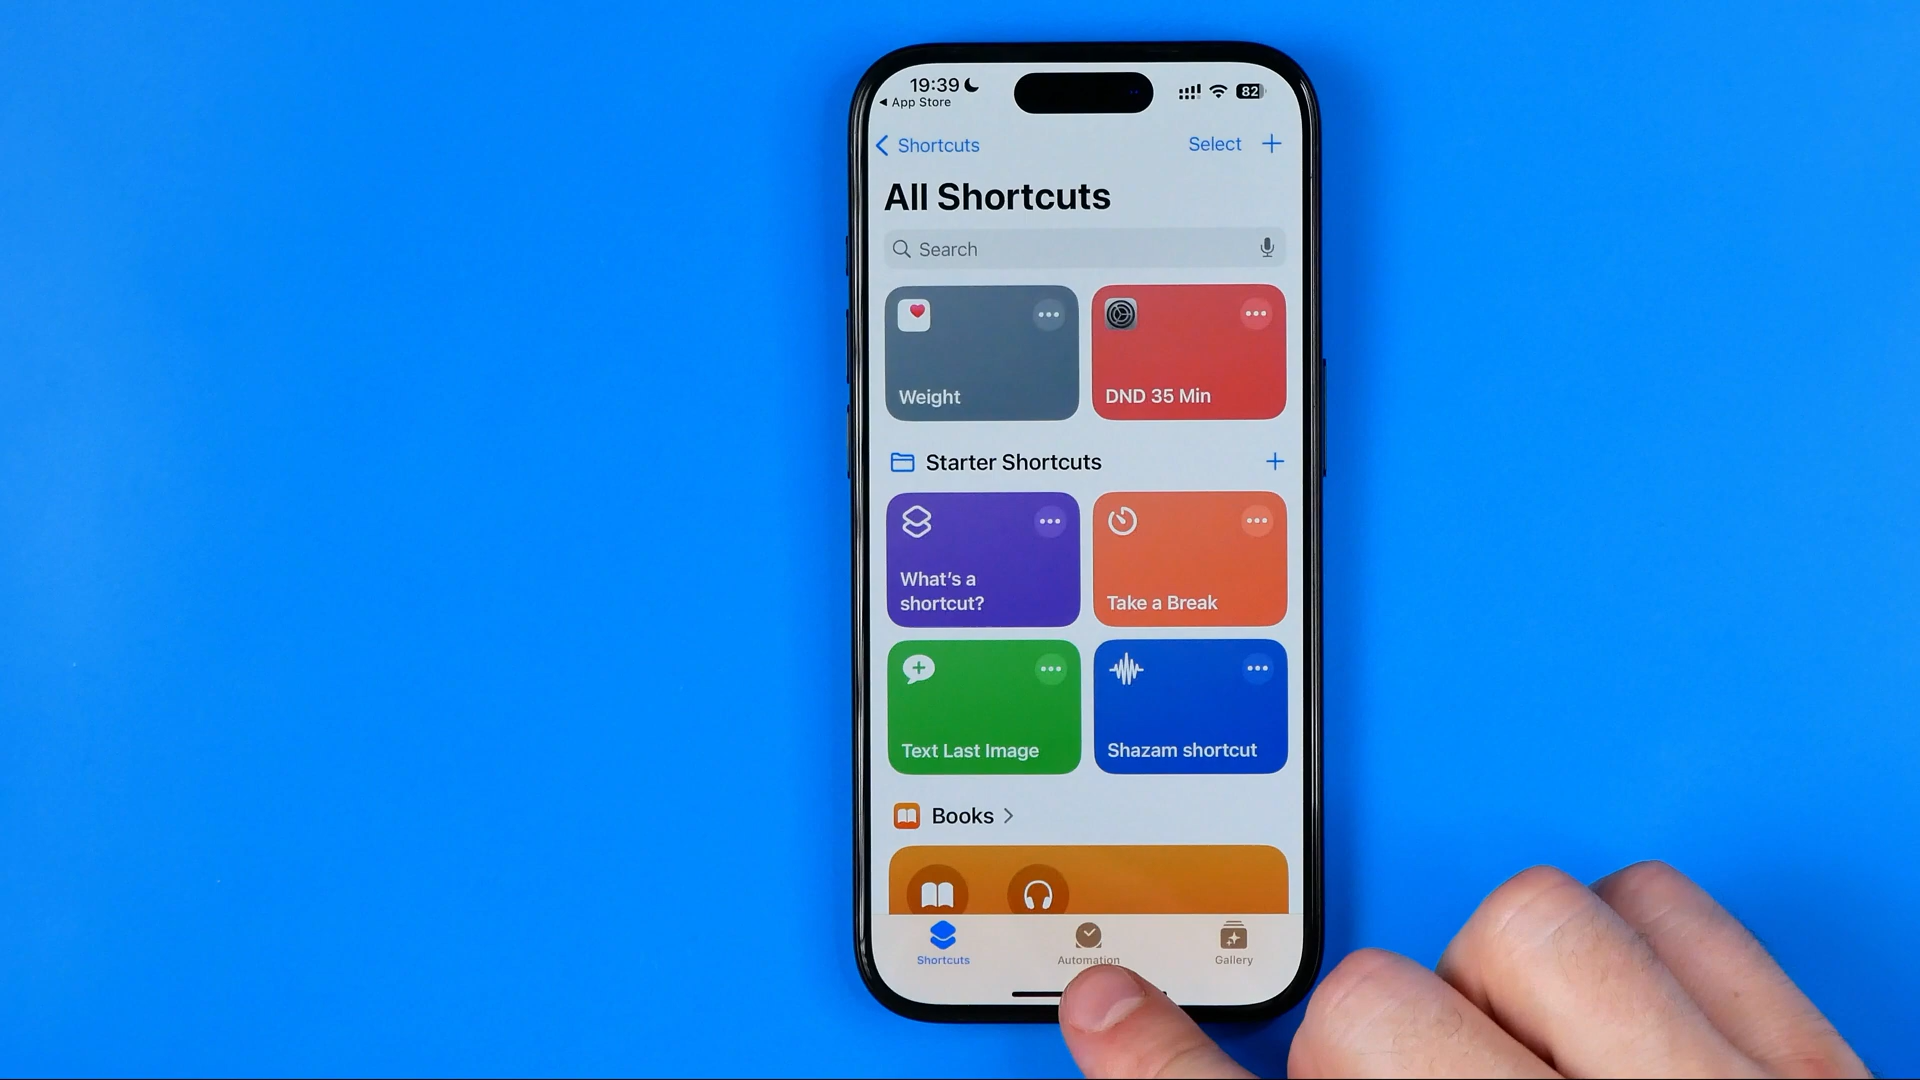 19:39
82
App Store
Shortcuts
Select
All Shortcuts
Search
Weight
DND 35 Min
Starter Shortcuts
What's a
shortcut?
Take a Break
Text Last Image
Shazam shortcut
Books
Shortcuts
Automation
Gallery